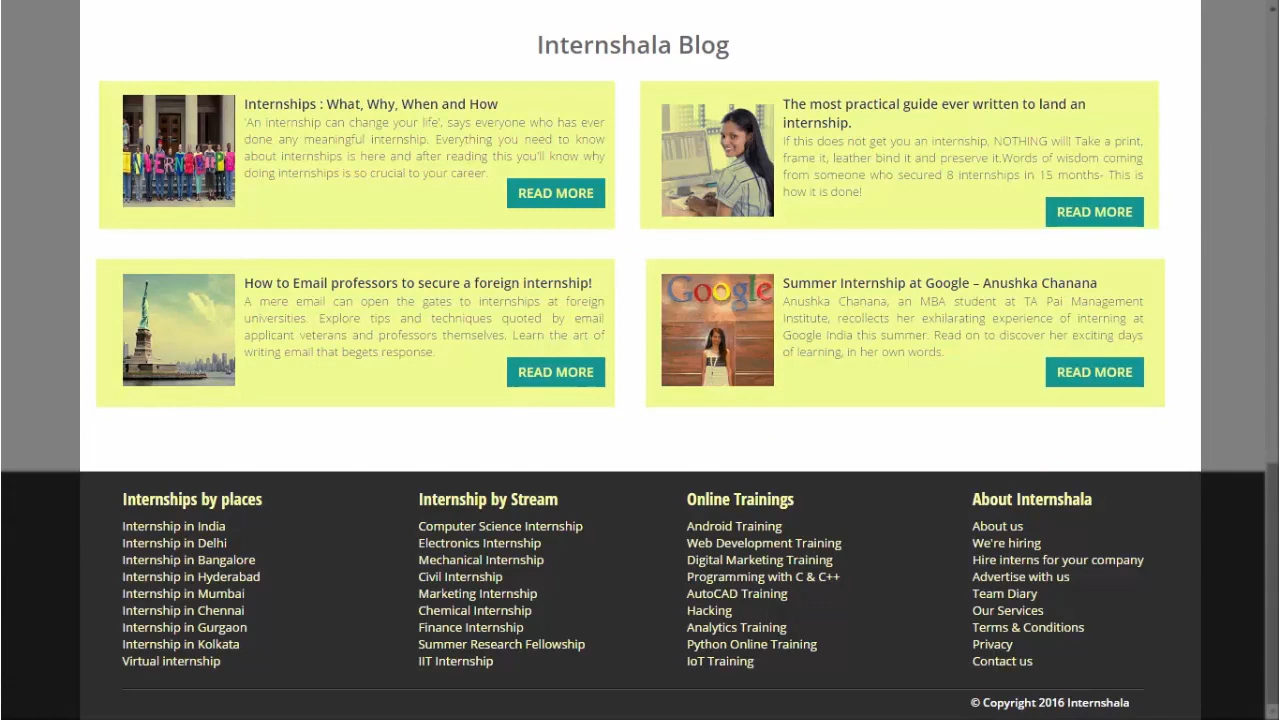 Internshala Blog
Internships : What, Why, When and How
'An internship can change your life', says everyone who has ever
done any meaningful internship. Everything you need to know
about internships is here and after reading this you'll know why
doing internships is so crucial to your career.
READ MORE
The most practical guide ever written to land an
internship.
If this does not get you an internship, NOTHING will! Take a print,
frame it, leather bind it and preserve it.Words of wisdom coming
from someone who secured 8 internships in 15 months- This is
how it is done!
READ MORE
How to Email professors to secure a foreign internship!
A mere email can open the gates to internships at foreign
universities. Explore tips and techniques quoted by email
applicant veterans and professors themselves. Learn the art of
writing email that begets response.
READ MORE
Google
Summer Internship at Google – Anushka Chanana
Anushka Chanana, an MBA student at TA Pai Management
Institute, recollects her exhilarating experience of interning at
Google India this summer. Read on to discover her exciting days
of learning, in her own words.
READ MORE
Internships by places
Internship in India
Internship in Delhi
Internship in Bangalore
Internship in Hyderabad
Internship in Mumbai
Internship in Chennai
Internship in Gurgaon
Internship in Kolkata
Virtual internship
Internship by Stream
Computer Science Internship
Electronics Internship
Mechanical Internship
Civil Internship
Marketing Internship
Chemical Internship
Finance Internship
Summer Research Fellowship
IIT Internship
Online Trainings
Android Training
Web Development Training
Digital Marketing Training
Programming with C & C++
AutoCAD Training
Hacking
Analytics Training
Python Online Training
IoT Training
About Internshala
About us
We're hiring
Hire interns for your company
Advertise with us
Team Diary
Our Services
Terms & Conditions
Privacy
Contact us
© Copyright 2016 Internshala